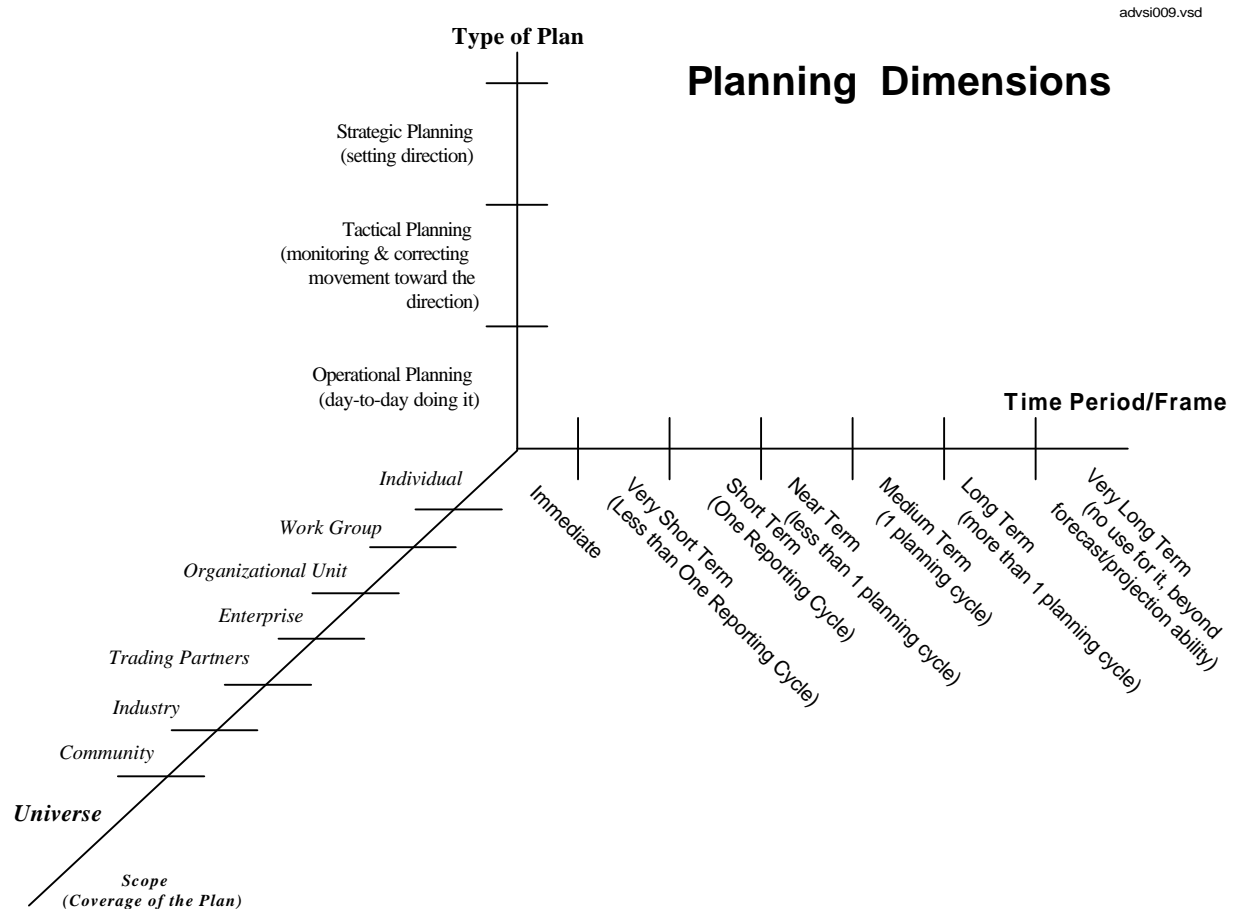 advsi009.vsd
Type of Plan
Planning Dimensions
Strategic Planning
(setting direction)
Tactical Planning
(monitoring & correcting
movement toward the
direction)
Operational Planning
(day-to-day doing it)
Time Period/Frame
Immediate
Very Short Term
(Less than One Reporting Cycle)
Short Term
(One Reporting Cycle)
Near Term
(less than 1 planning cycle)
Medium Term
(1 planning cycle)
Long Term
(more than 1 planning cycle)
Very Long Term
(no use for it, beyond
forecast/projection ability)
Individual
Work Group
Organizational Unit
Enterprise
Trading Partners
Industry
Community
Universe
Scope
(Coverage of the Plan)